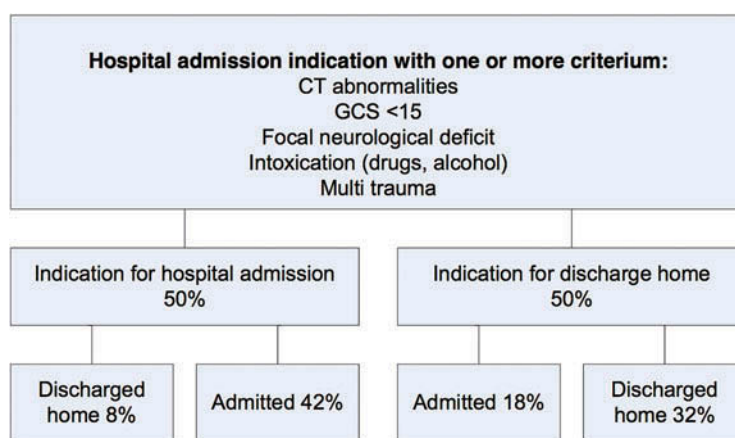 Hospital admission indication with one or more criterium:
CT abnormalities
GCS <15
Focal neurological deficit
Intoxication (drugs, alcohol)
Multi trauma
Indication for hospital admission
50%
Indication for discharge home
50%
Discharged
home 8%
Admitted 42%
Admitted 18%
Discharged
home 32%